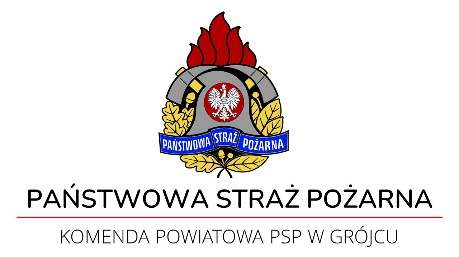 PAŃSTWOWA STRAŻ POŻARNA
PAŃSTWOWA STRAŻ POŻARNA
KOMENDA POWIATOWA PSP W GRÓJCU